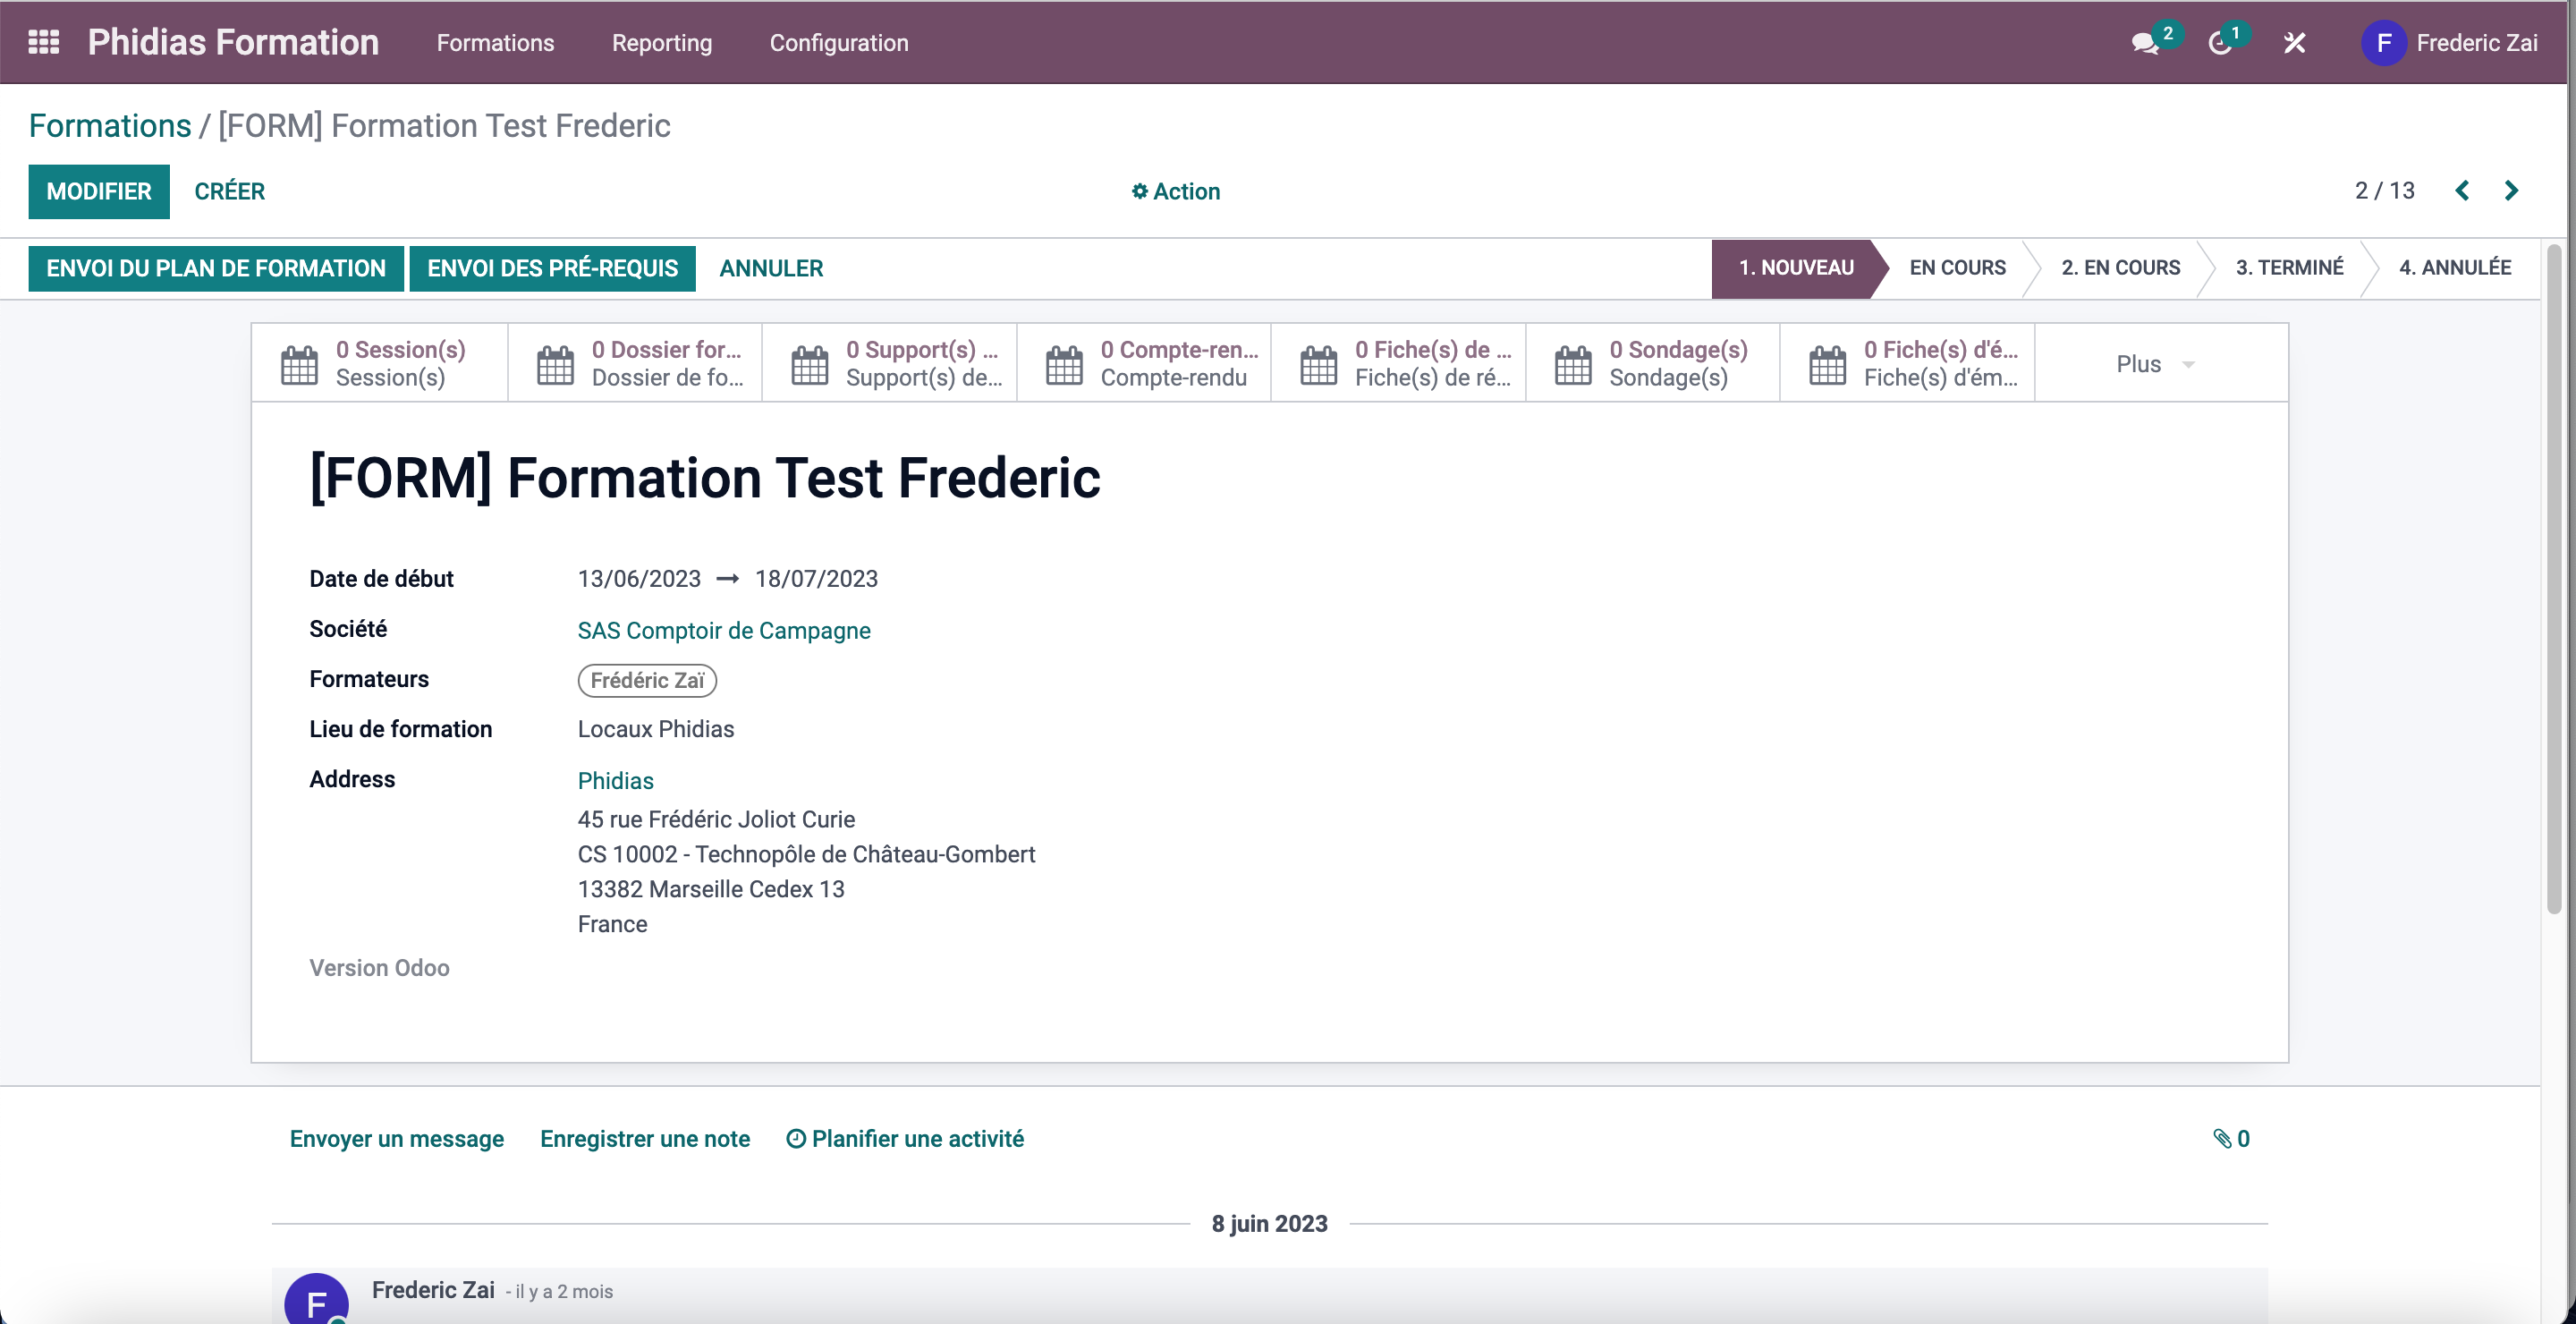 Phidias Formation Formations Reporting Configuration 2 1 F Frederic Zai
Formations / [FORM] Formation Test Frederic
MODIFIER CRÉER Action 2 / 13
ENVOI DU PLAN DE FORMATION ENVOI DES PRÉ-REQUIS ANNULER 1. NOUVEAU EN COURS 2. EN COURS 3. TERMINÉ 4. ANNULÉE
0 Session(s) 0 Dossier for... 0 Support(s) ... 0 Compte-ren... 0 Fiche(s) de ... 0 Sondage(s) 0 Fiche(s) d'é... Plus
Session(s) Dossier de fo... Support(s) de... Compte-rendu Fiche(s) de ré... Sondage(s) Fiche(s) d'ém...
[FORM] Formation Test Frederic
Date de début 13/06/2023 → 18/07/2023
Société SAS Comptoir de Campagne
Formateurs Frédéric Zaï
Lieu de formation Locaux Phidias
Address Phidias
45 rue Frédéric Joliot Curie
CS 10002 - Technopôle de Château-Gombert
13382 Marseille Cedex 13
France
Version Odoo
Envoyer un message Enregistrer une note Planifier une activité 0
8 juin 2023
F Frederic Zai - il y a 2 mois